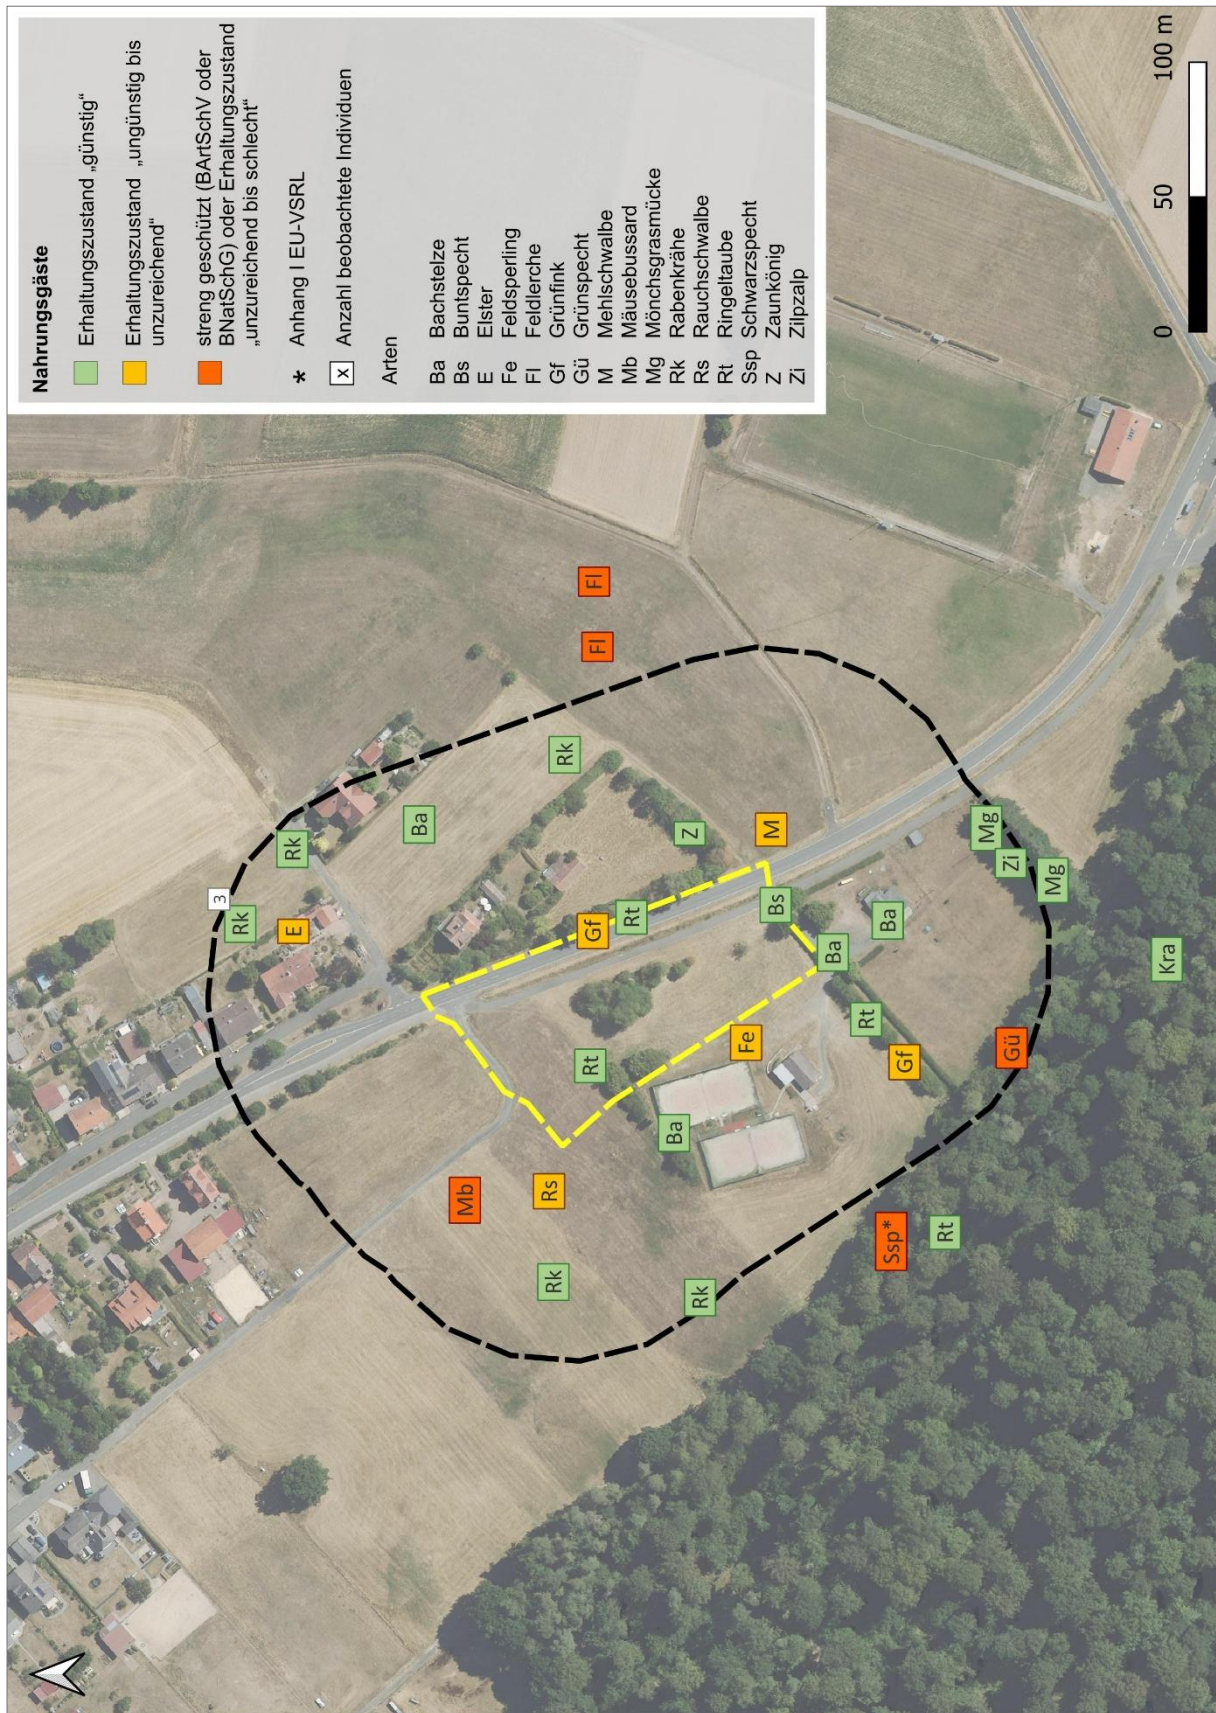 Nahrungsgäste
Erhaltungszustand „günstig“
Erhaltungszustand „ungünstig bis
unzureichend“
streng geschützt (BArtSchV oder
BNatSchG) oder Erhaltungszustand
„unzureichend bis schlecht“
* Anhang I EU-VSRL
x Anzahl beobachtete Individuen
Arten
Ba Bachstelze
Bs Buntspecht
E Elster
Fe Feldsperling
Fl Feldlerche
Gf Grünfink
Gü Grünspecht
M Mehlschwalbe
Mb Mäusebussard
Mg Mönchsgrasmücke
Rk Rabenkrähe
Rs Rauchschwalbe
Rt Ringeltaube
Ssp Schwarzspecht
Z Zaunkönig
Zi Zilpzalp
0 50 100 m
3
Rk
Rk
E
Ba
Rk
Fl
Fl
Mb
Rs
Rk
Rk
Rt
Gf
Rt
Z
M
Bs
Ba
Fe
Ba
Ba
Rt
Gf
Gü
Mg
Zi
Mg
Kra
Ssp*
Rt